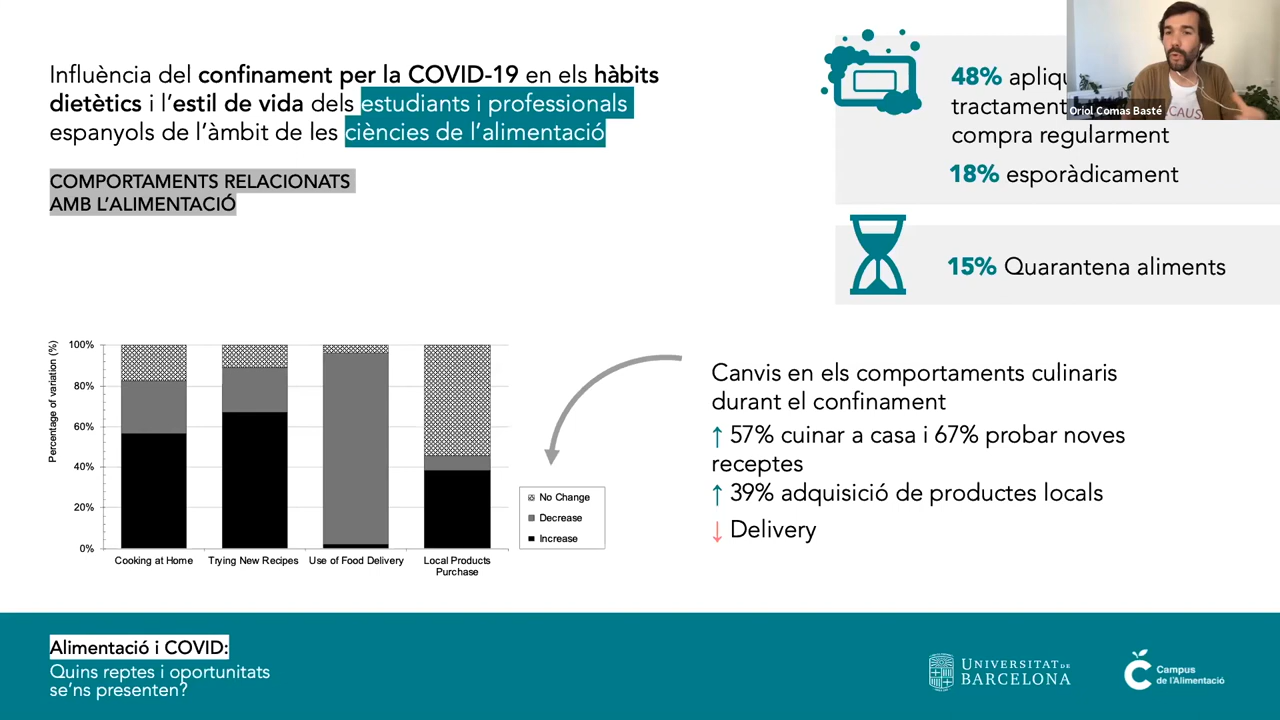 Influència del confinament per la COVID-19 en els hàbits
dietètics i l'estil de vida dels estudiants i professionals
espanyols de l'àmbit de les ciències de l'alimentació
COMPORTAMENTS RELACIONATS
AMB L'ALIMENTACIÓ
48%
compra regularment
18% esporàdicament
Oriol Comas Basté
CAUS
15% Quarantena aliments
Percentage of variation (%)
100%
80%
60%
40%
20%
0%
Cooking at Home
Trying New Recipes
Use of Food Delivery
Local Products
Purchase
No Change
Decrease
Increase
Canvis en els comportaments culinaris
durant el confinament
↑ 57% cuinar a casa i 67% probar noves
receptes
↑ 39% adquisició de productes locals
↓ Delivery
Alimentació i COVID:
Quins reptes i oportunitats
se'ns presenten?
UNIVERSITAT DE
BARCELONA
Campus
de l'Alimentació